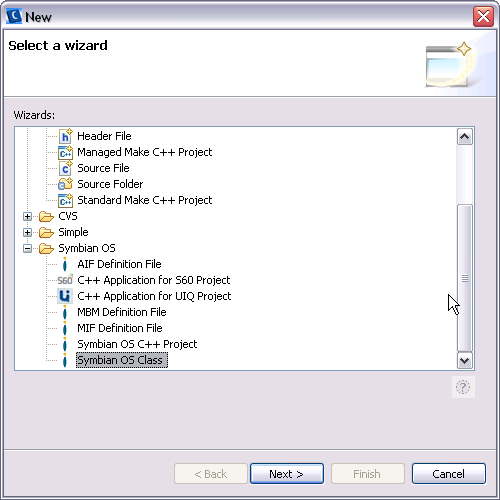 New
Select a wizard
Wizards:
Header File
Managed Make C++ Project
Source File
Source Folder
Standard Make C++ Project
CVS
Simple
Symbian OS
AIF Definition File
S60 C++ Application for S60 Project
C++ Application for UIQ Project
MBM Definition File
MIF Definition File
Symbian OS C++ Project
Symbian OS Class
< Back Next > Finish Cancel